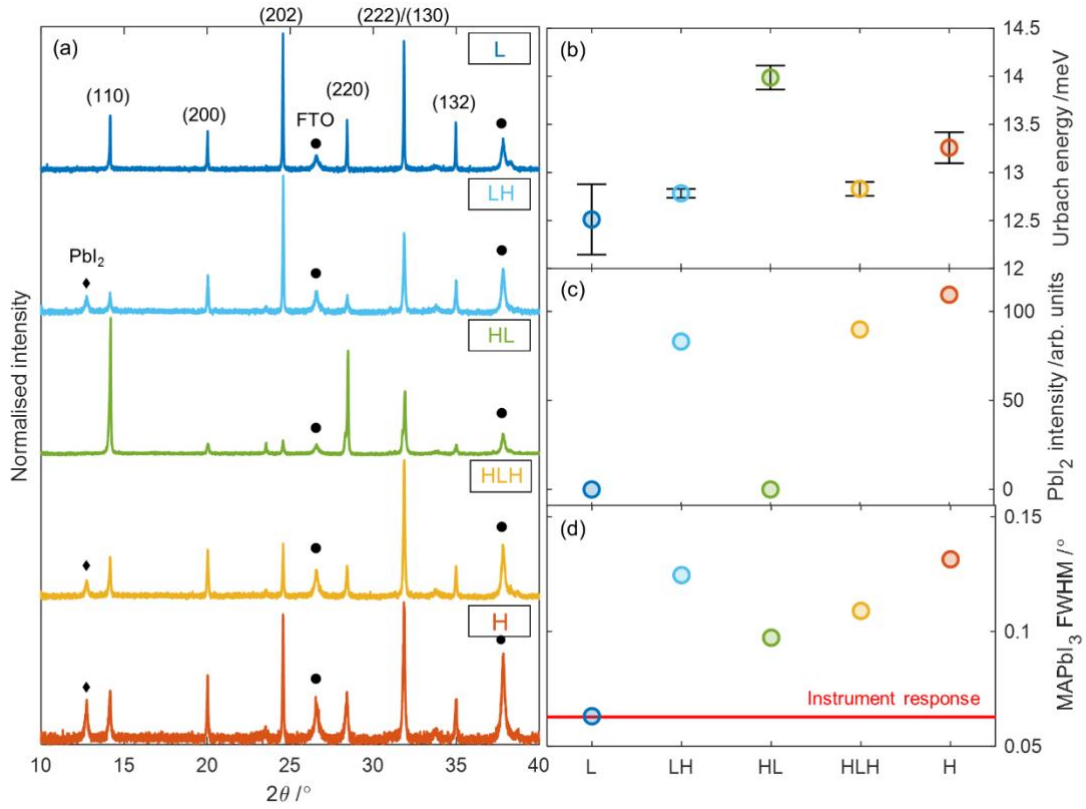 (a)
(110)
(200)
(202)
FTO
(220)
(222)/(130)
(132)
L
LH
PbI₂
HL
HLH
H
Normalised intensity
10 15 20 25 30 35 40
2θ /°
(b)
14.5
14
13.5
13
12.5
12
Urbach energy /meV
(c)
100
50
0
PbI₂ intensity /arb. units
(d)
0.15
0.1
0.05
MAPbI₃ FWHM /°
Instrument response
L LH HL HLH H